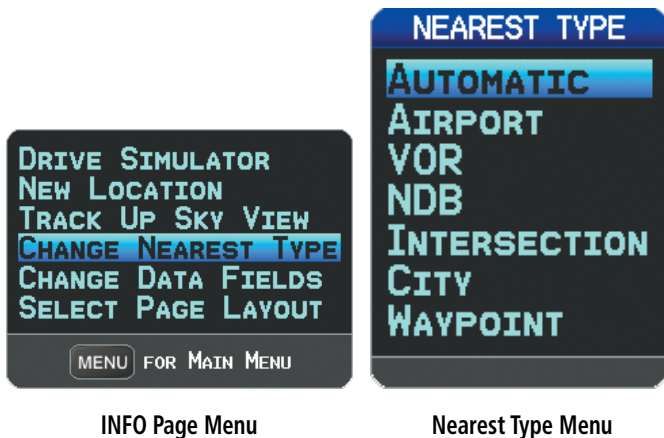 Drive Simulator
New Location
Track Up Sky View
Change Nearest Type
Change Data Fields
Select Page Layout
MENU for Main Menu
INFO Page Menu
NEAREST TYPE
Automatic
Airport
VOR
NDB
Intersection
City
Waypoint
Nearest Type Menu